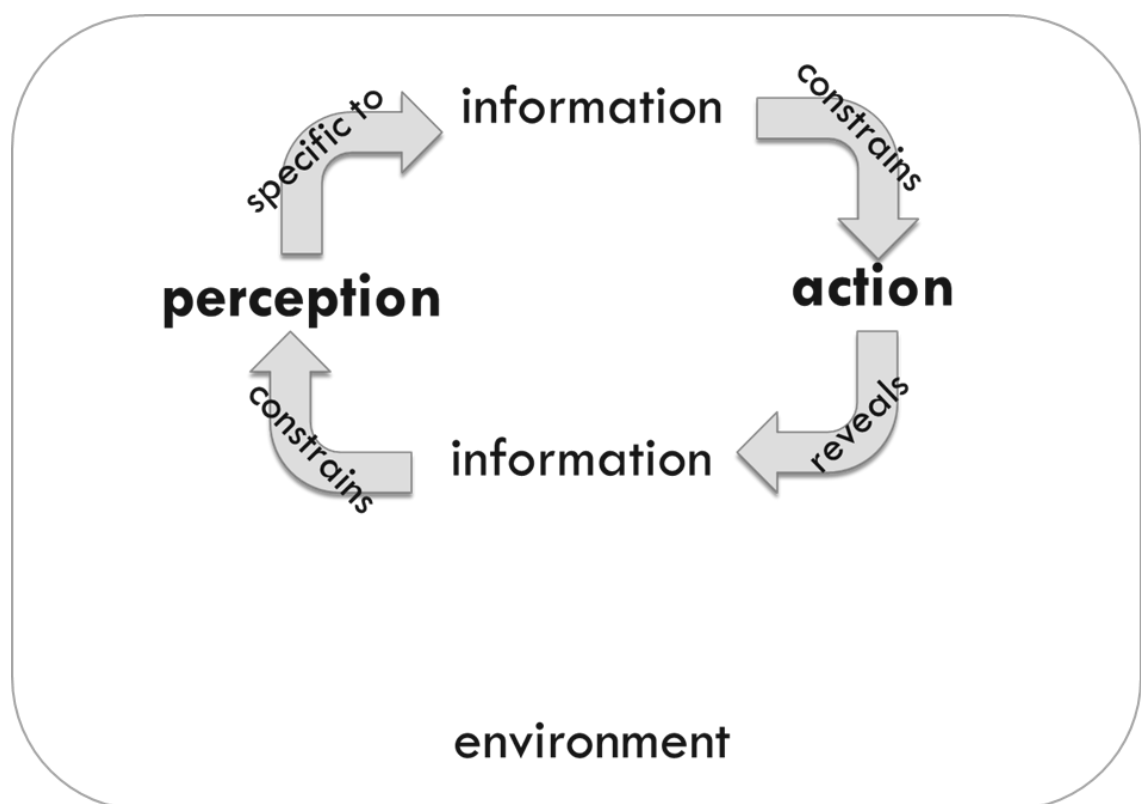 specific to
information
constrains
perception
action
constrains
information
reveals
environment